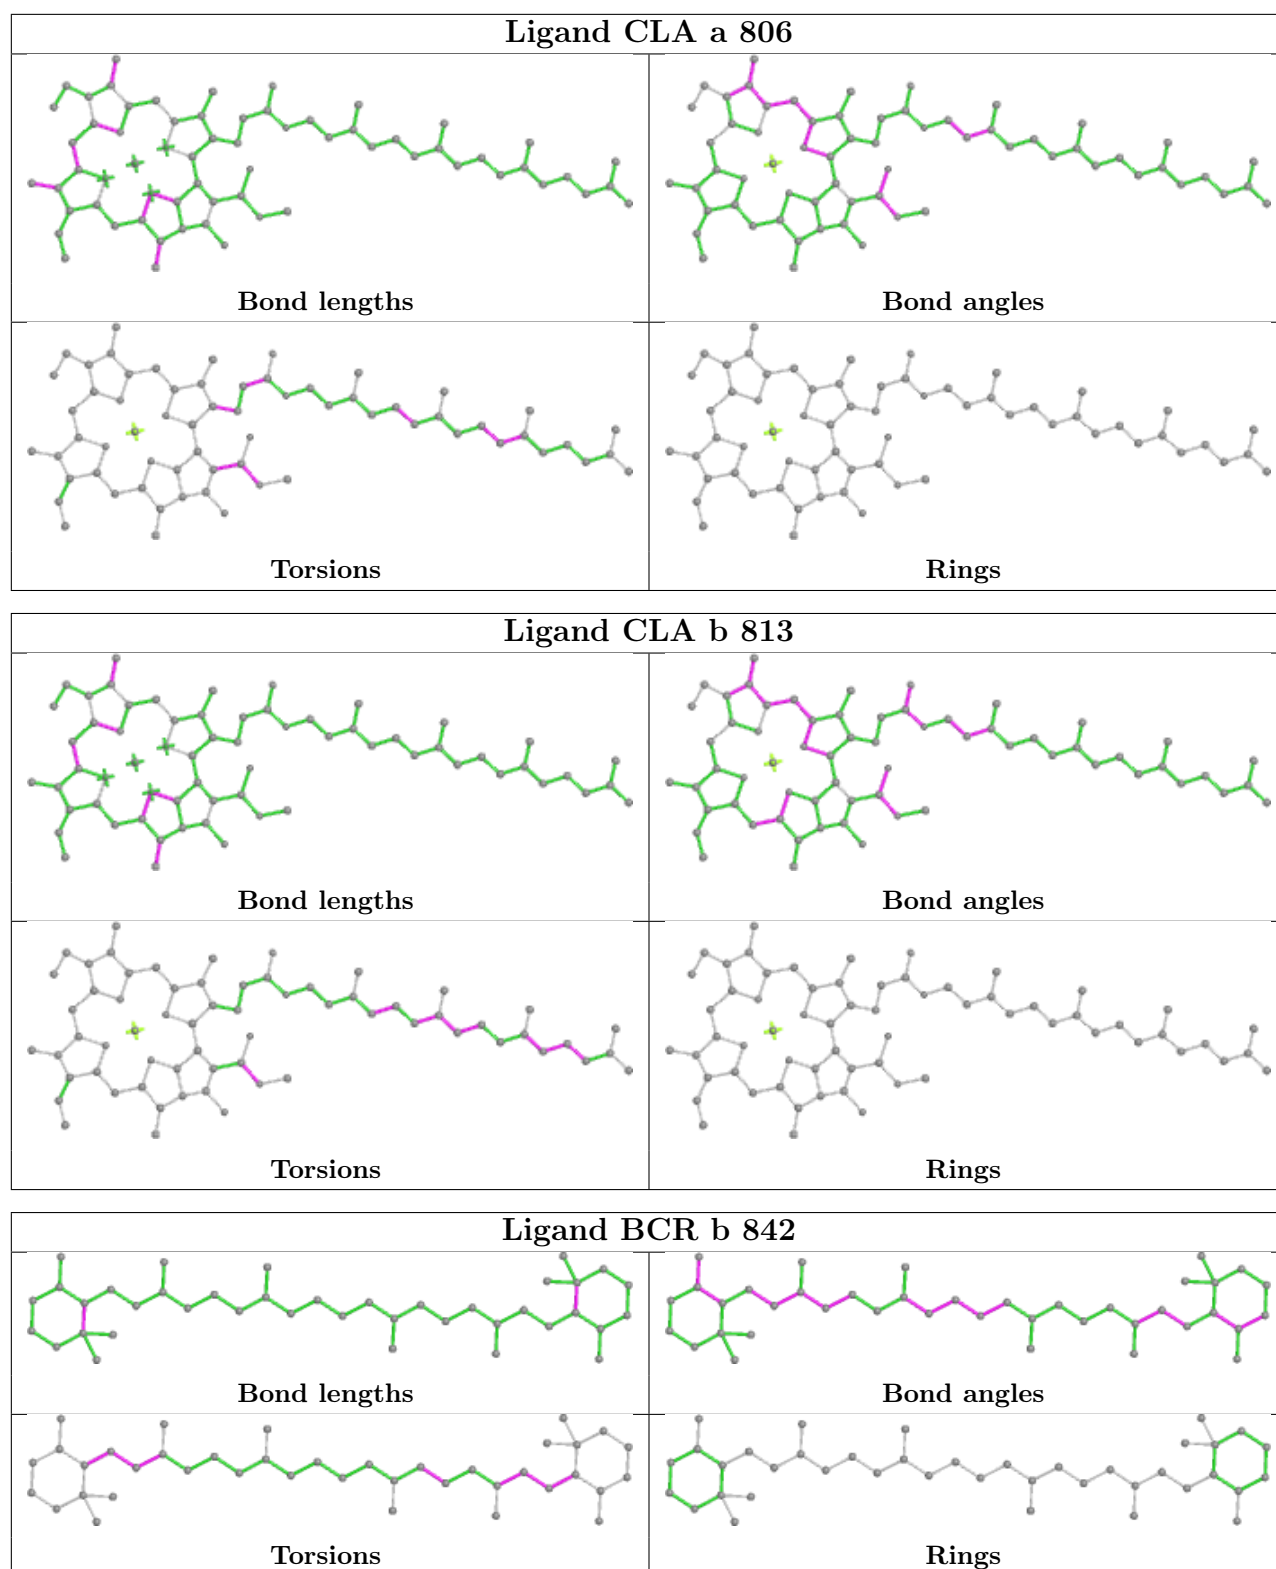 Ligand CLA a 806
Bond lengths
Bond angles
Torsions
Rings
Ligand CLA b 813
Bond lengths
Bond angles
Torsions
Rings
Ligand BCR b 842
Bond lengths
Bond angles
Torsions
Rings